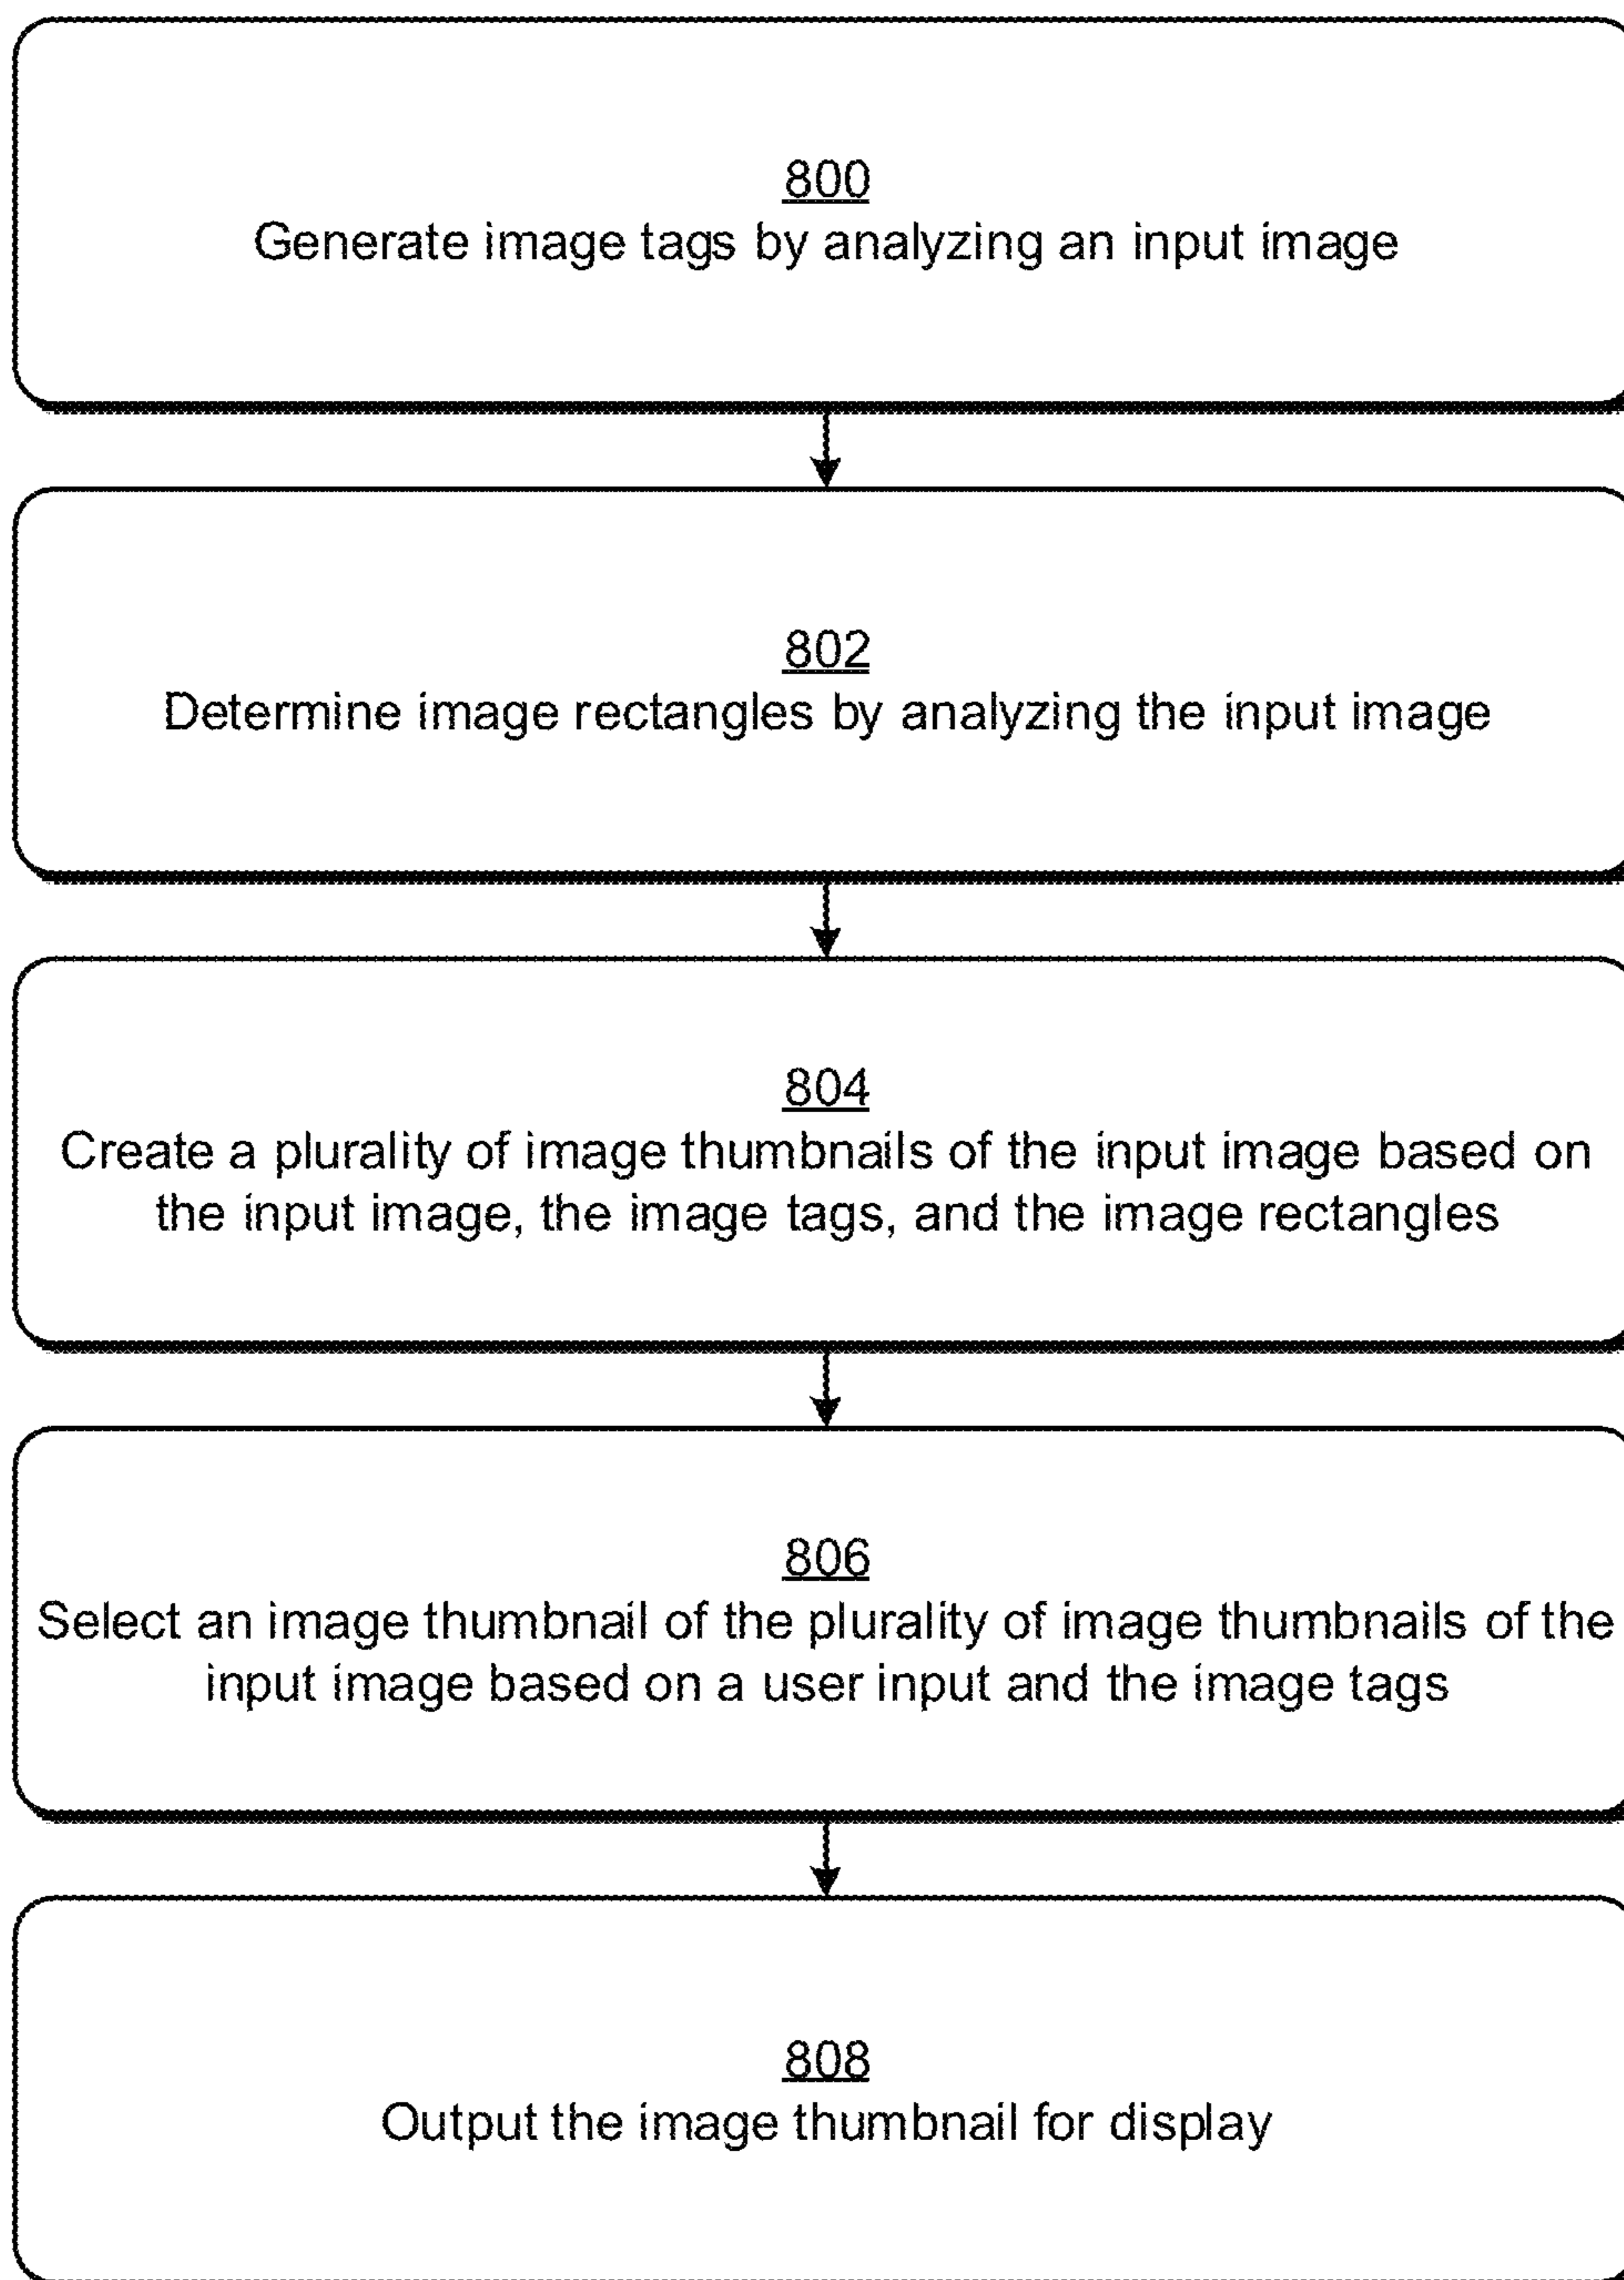 800
Generate image tags by analyzing an input image
802
Determine image rectangles by analyzing the input image
804
Create a plurality of image thumbnails of the input image based on
the input image, the image tags, and the image rectangles
806
Select an image thumbnail of the plurality of image thumbnails of the
input image based on a user input and the image tags
808
Output the image thumbnail for display